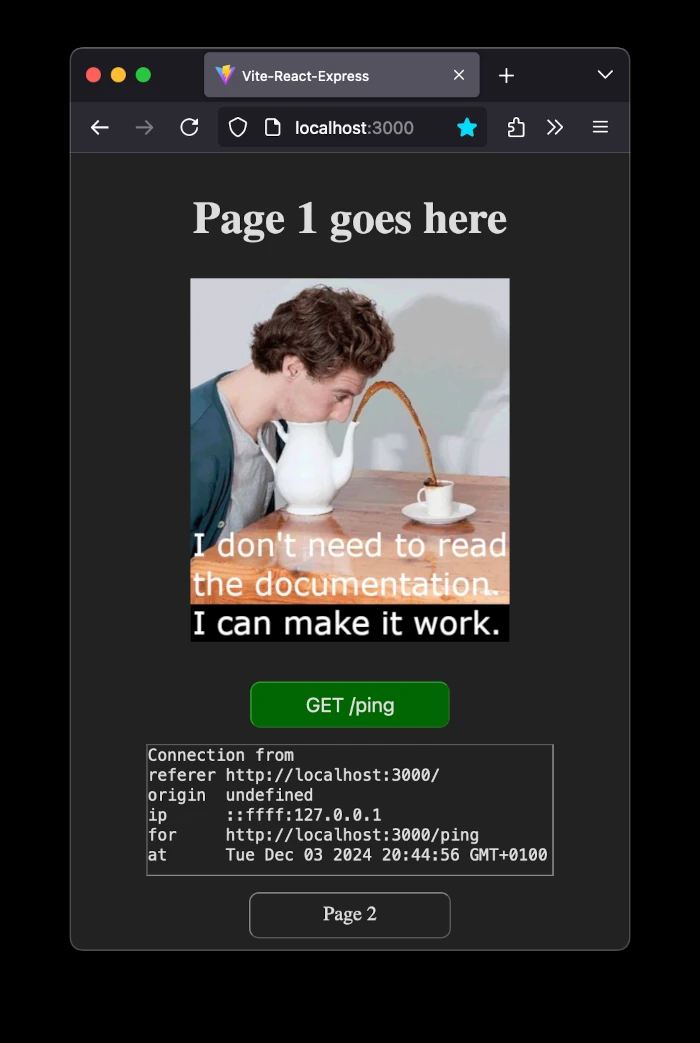 Vite-React-Express
localhost:3000
Page 1 goes here
I don't need to read
the documentation.
I can make it work.
GET /ping
Connection from
referer http://localhost:3000/
origin  undefined
ip      ::ffff:127.0.0.1
for     http://localhost:3000/ping
at      Tue Dec 03 2024 20:44:56 GMT+0100
Page 2